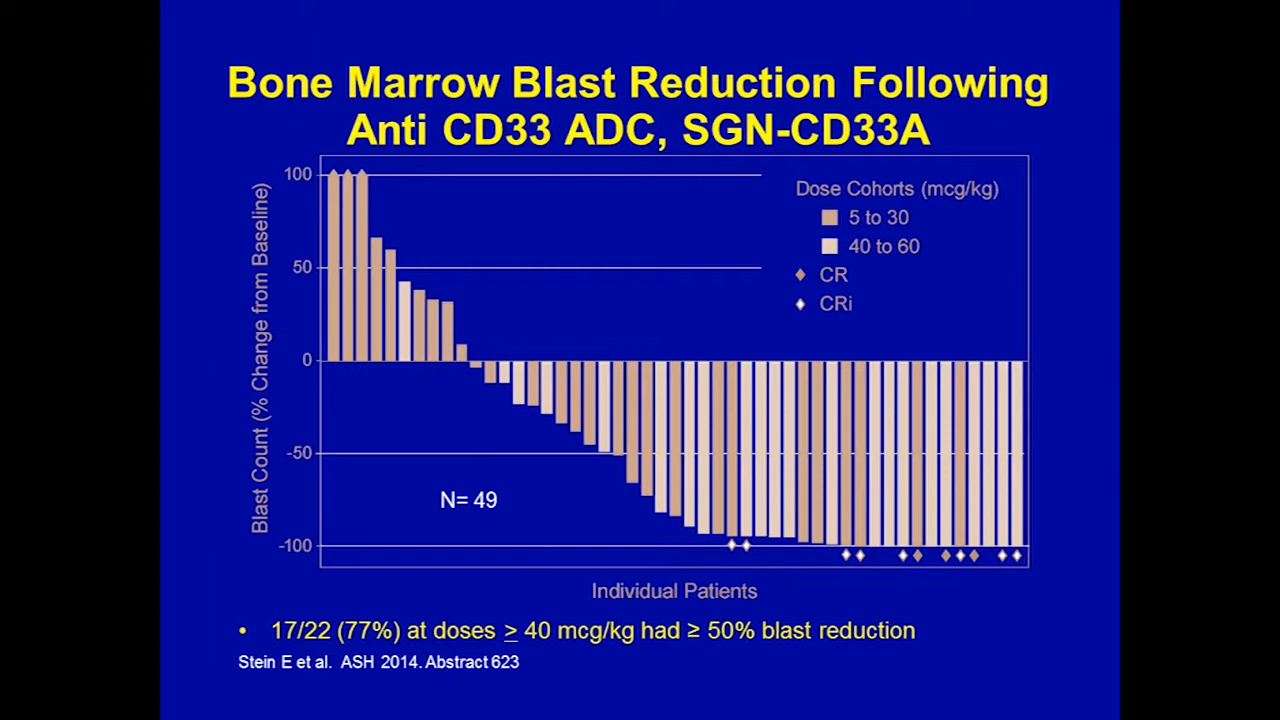 Bone Marrow Blast Reduction Following
Anti CD33 ADC, SGN-CD33A
Blast Count (% Change from Baseline)
100
50
0
-50
-100
Dose Cohorts (mcg/kg)
5 to 30
40 to 60
CR
CRi
N= 49
Individual Patients
• 17/22 (77%) at doses ≥ 40 mcg/kg had ≥ 50% blast reduction
Stein E et al. ASH 2014. Abstract 623